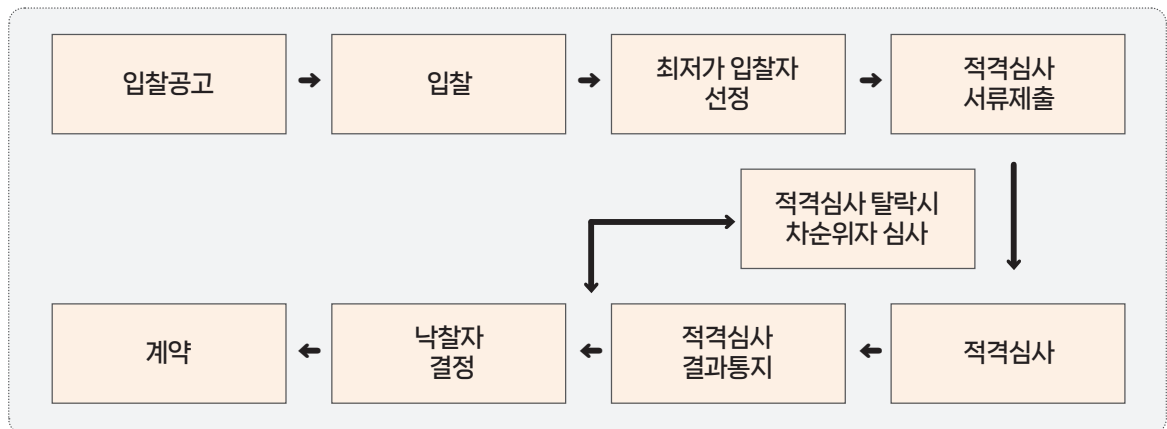 입찰공고
입찰
최저가 입찰자
선정
적격심사
서류제출
적격심사 탈락시
차순위자 심사
계약
낙찰자
결정
적격심사
결과통지
적격심사